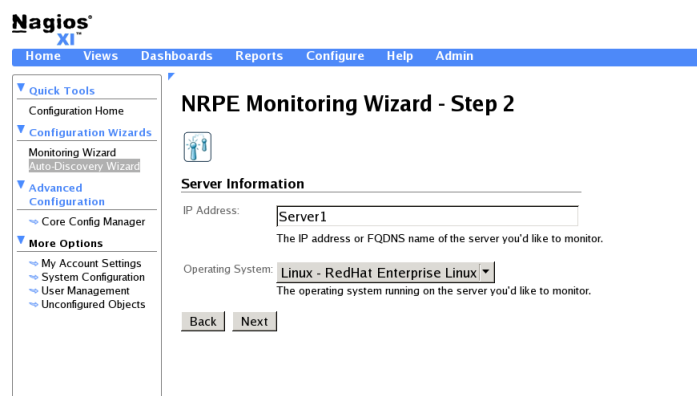 Nagios®
XI™
Home Views Dashboards Reports Configure Help Admin
Quick Tools
Configuration Home
Configuration Wizards
Monitoring Wizard
Auto-Discovery Wizard
Advanced
Configuration
Core Config Manager
More Options
My Account Settings
System Configuration
User Management
Unconfigured Objects
NRPE Monitoring Wizard - Step 2
Server Information
IP Address:
Server1
The IP address or FQDNS name of the server you'd like to monitor.
Operating System: Linux - RedHat Enterprise Linux
The operating system running on the server you'd like to monitor.
Back Next